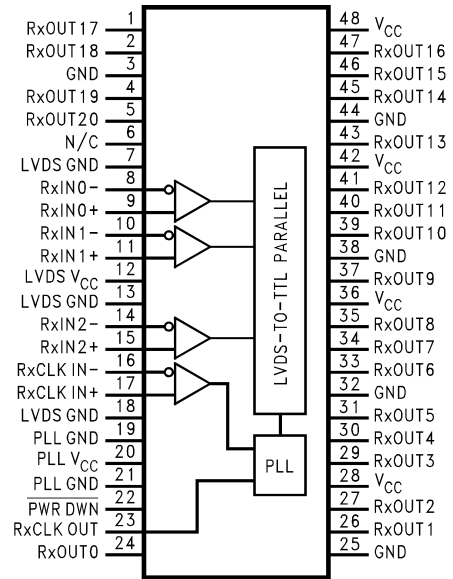 RxOUT17 1
RxOUT18 2
GND 3
RxOUT19 4
RxOUT20 5
N/C 6
LVDS GND 7
RxIN0- 8
RxIN0+ 9
RxIN1- 10
RxIN1+ 11
LVDS VCC 12
LVDS GND 13
RxIN2- 14
RxIN2+ 15
RxCLK IN- 16
RxCLK IN+ 17
LVDS GND 18
PLL GND 19
PLL VCC 20
PLL GND 21
PWR DWN 22
RxCLK OUT 23
RxOUT0 24
LVDS-TO-TTL PARALLEL
PLL
48 VCC
47 RxOUT16
46 RxOUT15
45 RxOUT14
44 GND
43 RxOUT13
42 VCC
41 RxOUT12
40 RxOUT11
39 RxOUT10
38 GND
37 RxOUT9
36 VCC
35 RxOUT8
34 RxOUT7
33 RxOUT6
32 GND
31 RxOUT5
30 RxOUT4
29 RxOUT3
28 VCC
27 RxOUT2
26 RxOUT1
25 GND